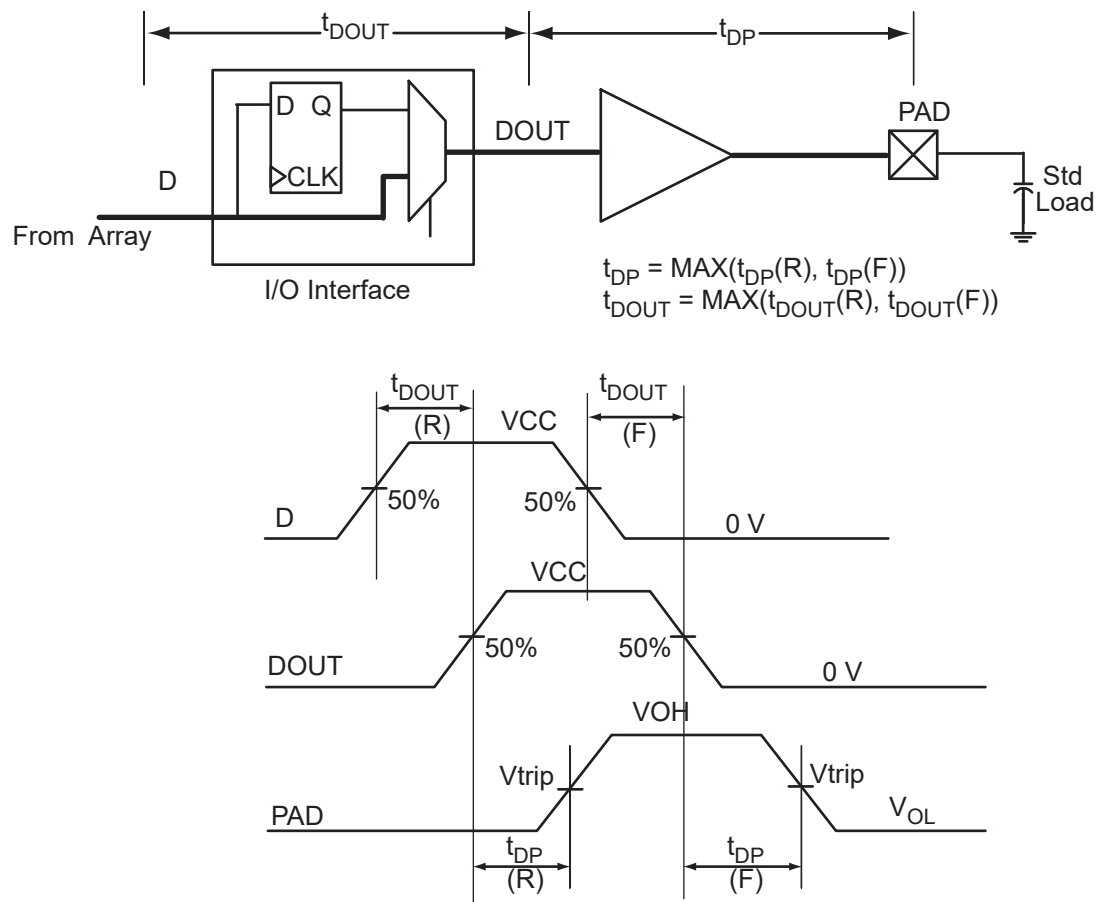 tDOUT
tDP
D Q
CLK
D
From Array
I/O Interface
DOUT
PAD
Std
Load
tDP = MAX(tDP(R), tDP(F))
tDOUT = MAX(tDOUT(R), tDOUT(F))
tDOUT
(R)
VCC
tDOUT
(F)
50%
50%
D
0 V
VCC
50%
50%
DOUT
0 V
VOH
Vtrip
Vtrip
PAD
VOL
tDP
(R)
tDP
(F)